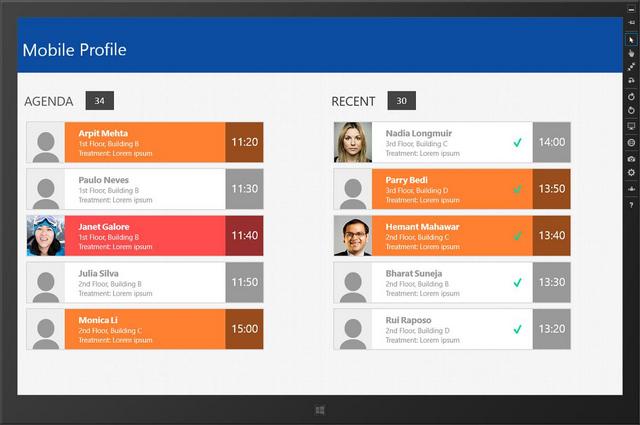 Mobile Profile
AGENDA 34
Arpit Mehta
1st Floor, Building B
Treatment: Lorem ipsum
11:20
Paulo Neves
1st Floor, Building B
Treatment: Lorem ipsum
11:30
Janet Galore
1st Floor, Building B
Treatment: Lorem ipsum
11:40
Julia Silva
2nd Floor, Building B
Treatment: Lorem ipsum
11:50
Monica Li
2nd Floor, Building C
Treatment: Lorem ipsum
15:00
RECENT 30
Nadia Longmuir
3rd Floor, Building C
Treatment: Lorem ipsum
14:00
Parry Bedi
3rd Floor, Building D
Treatment: Lorem ipsum
13:50
Hemant Mahawar
2nd Floor, Building C
Treatment: Lorem ipsum
13:40
Bharat Suneja
2nd Floor, Building B
Treatment: Lorem ipsum
13:30
Rui Raposo
2nd Floor, Building D
Treatment: Lorem ipsum
13:20
?